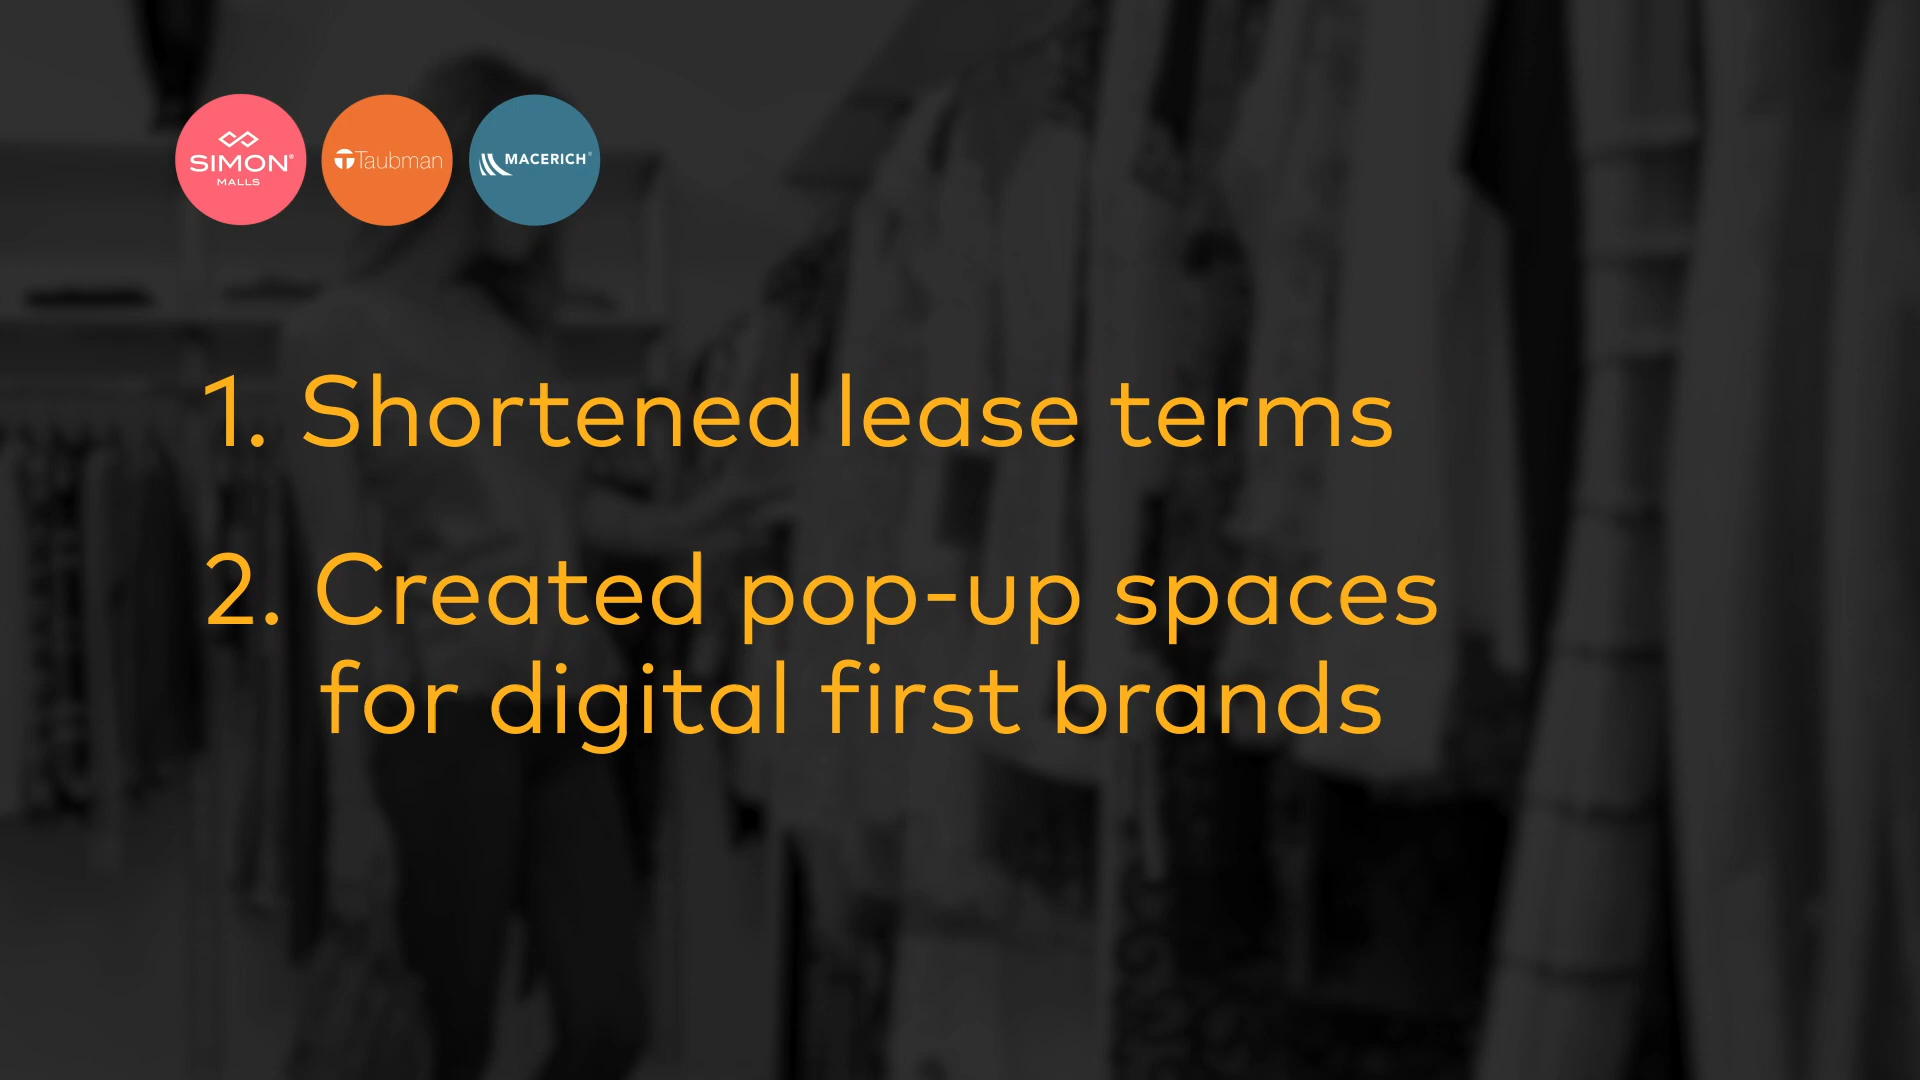 SIMON®
MALLS
Taubman
MACERICH®
1. Shortened lease terms
2. Created pop-up spaces
for digital first brands